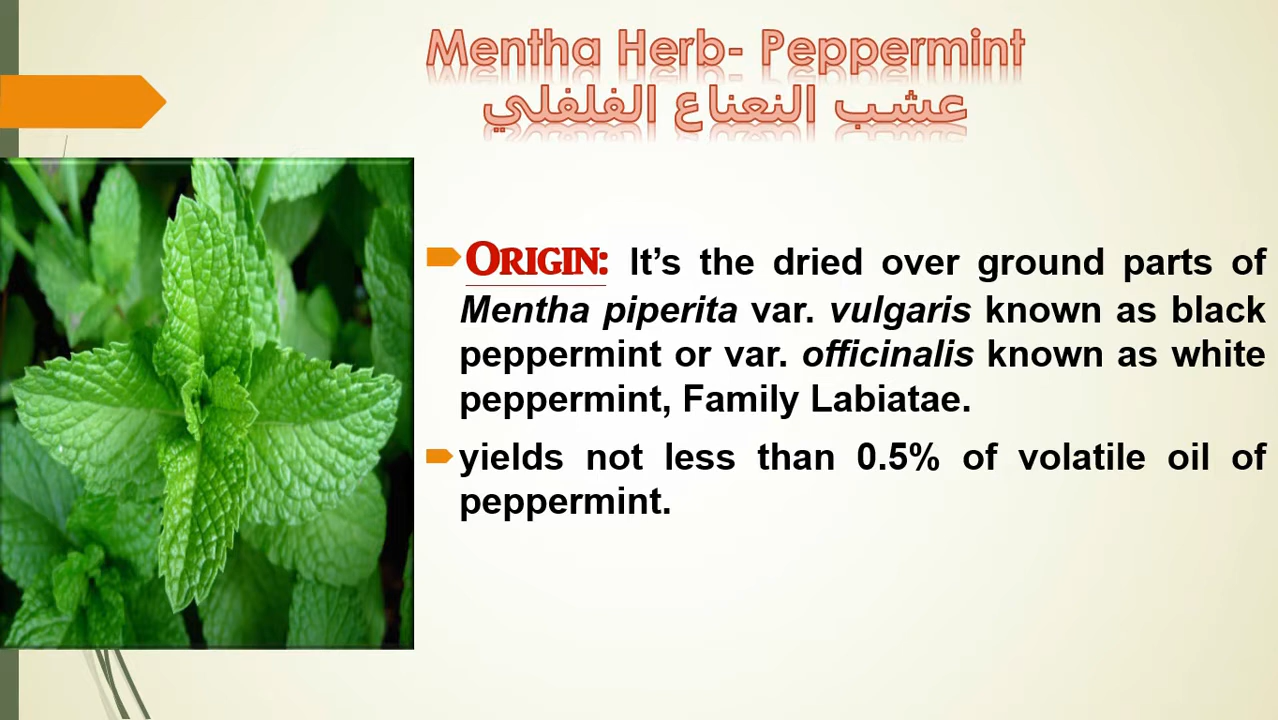 Mentha Herb- Peppermint
عشب النعناع الفلفلي
ORIGIN: It’s the dried over ground parts of
Mentha piperita var. vulgaris known as black
peppermint or var. officinalis known as white
peppermint, Family Labiatae.
yields not less than 0.5% of volatile oil of
peppermint.